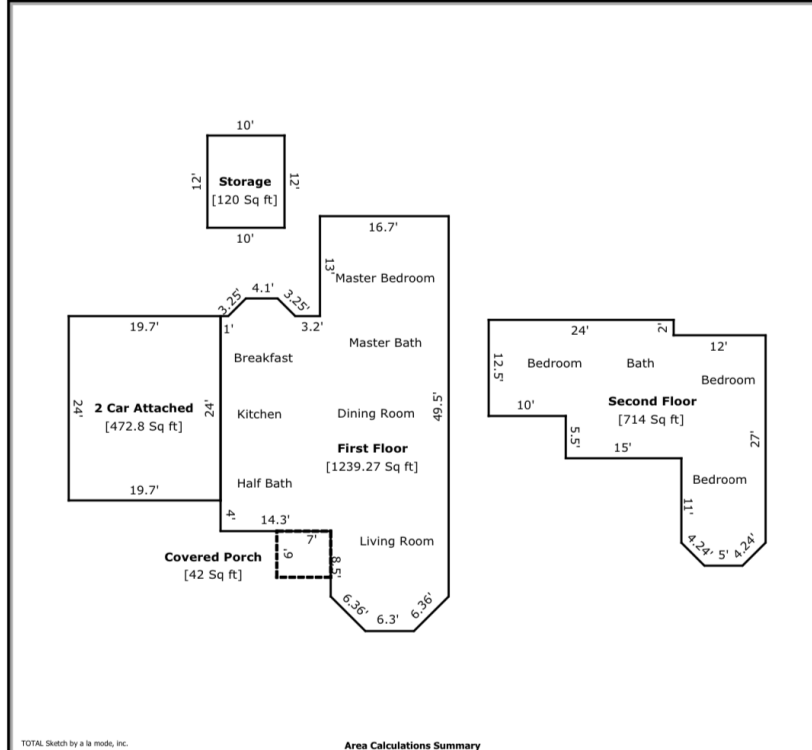 10'
12'
12'
Storage
[120 Sq ft]
10'
16.7'
13'
Master Bedroom
3.25'
4.1'
3.25'
19.7'
1'
3.2'
Master Bath
Breakfast
24'
2 Car Attached
[472.8 Sq ft]
24'
Kitchen
Dining Room
49.5'
First Floor
[1239.27 Sq ft]
Half Bath
19.7'
4'
14.3'
7'
6'
8.5'
Living Room
Covered Porch
[42 Sq ft]
6.36'
6.3'
6.36'
24'
2'
12'
12.5'
Bedroom
Bath
Bedroom
10'
Second Floor
[714 Sq ft]
5.5'
15'
27'
Bedroom
11'
4.24'
5'
4.24'
TOTAL Sketch by a la mode, inc.
Area Calculations Summary